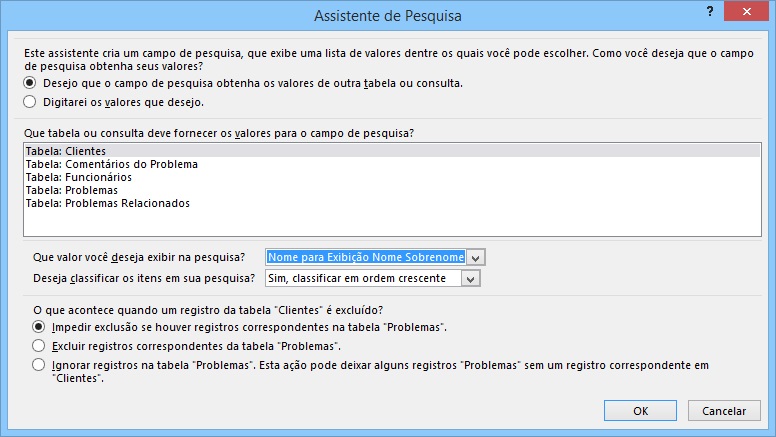 Assistente de Pesquisa
?
Este assistente cria um campo de pesquisa, que exibe uma lista de valores dentre os quais você pode escolher. Como você deseja que o campo
de pesquisa obtenha seus valores?
Desejo que o campo de pesquisa obtenha os valores de outra tabela ou consulta.
Digitarei os valores que desejo.
Que tabela ou consulta deve fornecer os valores para o campo de pesquisa?
Tabela: Clientes
Tabela: Comentários do Problema
Tabela: Funcionários
Tabela: Problemas
Tabela: Problemas Relacionados
Que valor você deseja exibir na pesquisa? Nome para Exibição Nome Sobrenome
Deseja classificar os itens em sua pesquisa? Sim, classificar em ordem crescente
O que acontece quando um registro da tabela "Clientes" é excluído?
Impedir exclusão se houver registros correspondentes na tabela "Problemas".
Excluir registros correspondentes da tabela "Problemas".
Ignorar registros na tabela "Problemas". Esta ação pode deixar alguns registros "Problemas" sem um registro correspondente em
"Clientes".
OK Cancelar